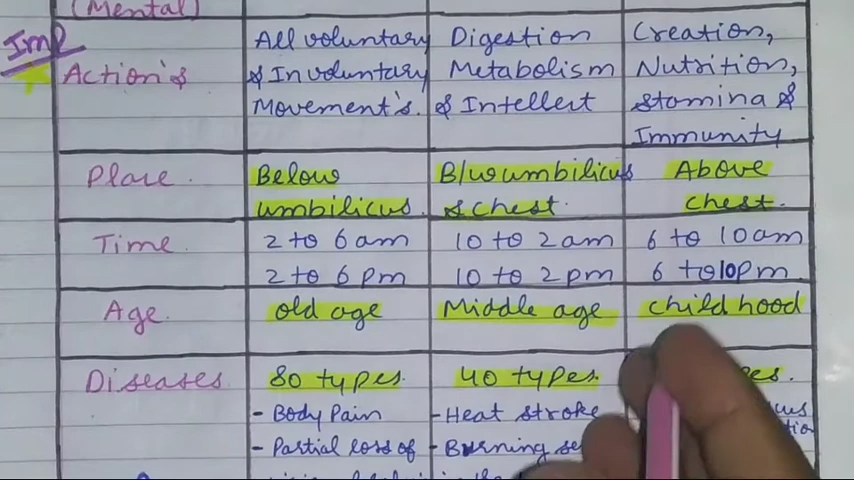 (Mental)
Imp
Action's
All voluntary
& Involuntary
Movement's.
Digestion
Metabolism
& Intellect
Creation,
Nutrition,
Stamina &
Immunity
Place
Below
umbilicus.
B/w umbilicus
& chest.
Above
chest.
Time
2 to 6 am
2 to 6 pm
10 to 2 am
10 to 2 pm
6 to 10 am
6 to 10 pm
Age
old age
Middle age
child hood
Diseases
80 types.
- Body Pain
- Partial loss of
40 types.
- Heat stroke
- Burning